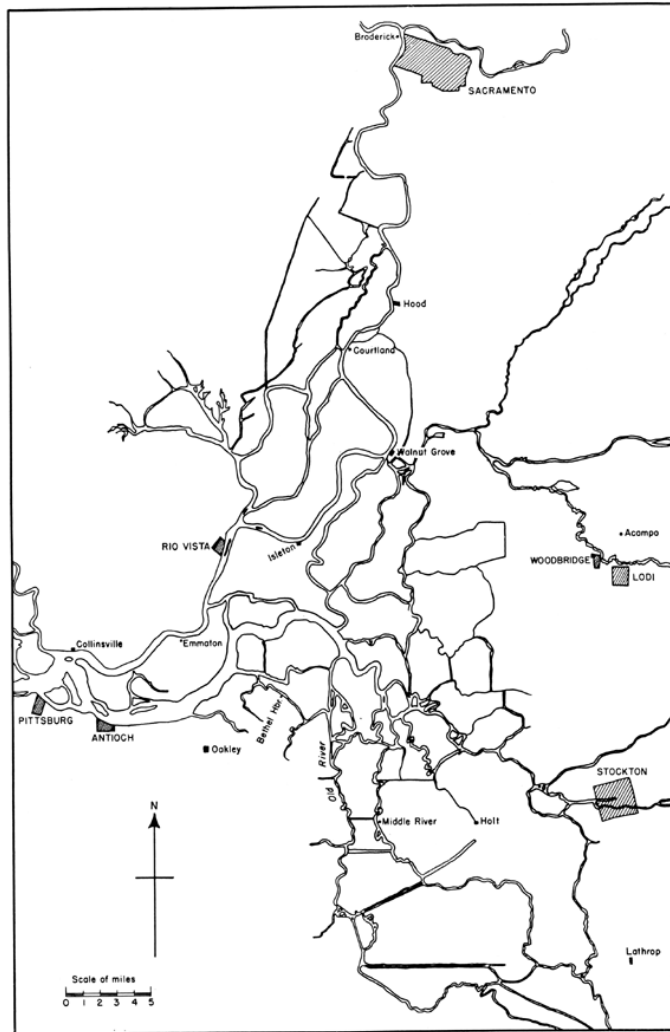 Broderick
SACRAMENTO
Hood
Courtland
Walnut Grove
Acampo
RIO VISTA
Isleton
WOODBRIDGE
LODI
Collinsville
Emmaton
PITTSBURG
ANTIOCH
Bethel Hbr.
Oakley
Old River
STOCKTON
N
Middle River
Holt
Lathrop
Scale of miles
0 1 2 3 4 5